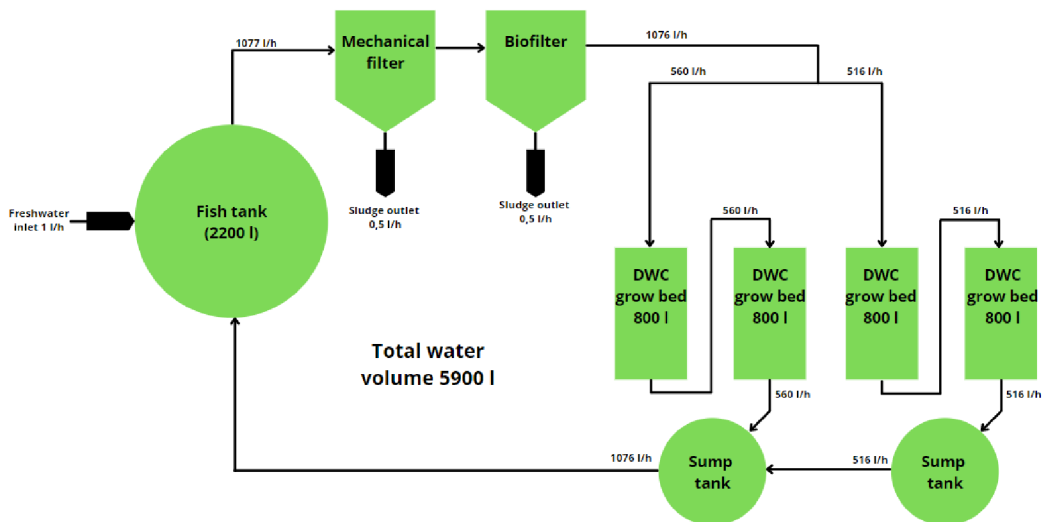 1077 l/h
Mechanical
filter
Biofilter
1076 l/h
560 l/h
516 l/h
Sludge outlet
0,5 l/h
Sludge outlet
0,5 l/h
Freshwater
inlet 1 l/h
Fish tank
(2200 l)
560 l/h
516 l/h
DWC
grow bed
800 l
DWC
grow bed
800 l
DWC
grow bed
800 l
DWC
grow bed
800 l
Total water
volume 5900 l
560 l/h
516 l/h
1076 l/h
Sump
tank
516 l/h
Sump
tank